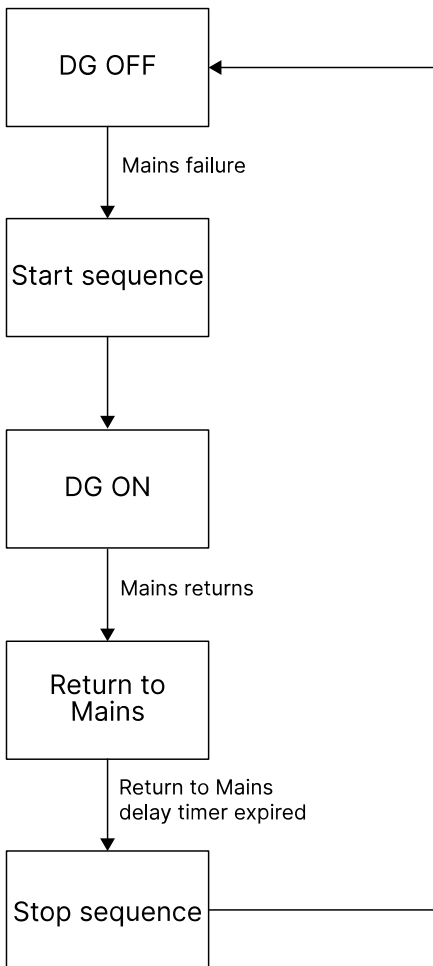 DG OFF
Mains failure
Start sequence
DG ON
Mains returns
Return to
Mains
Return to Mains
delay timer expired
Stop sequence